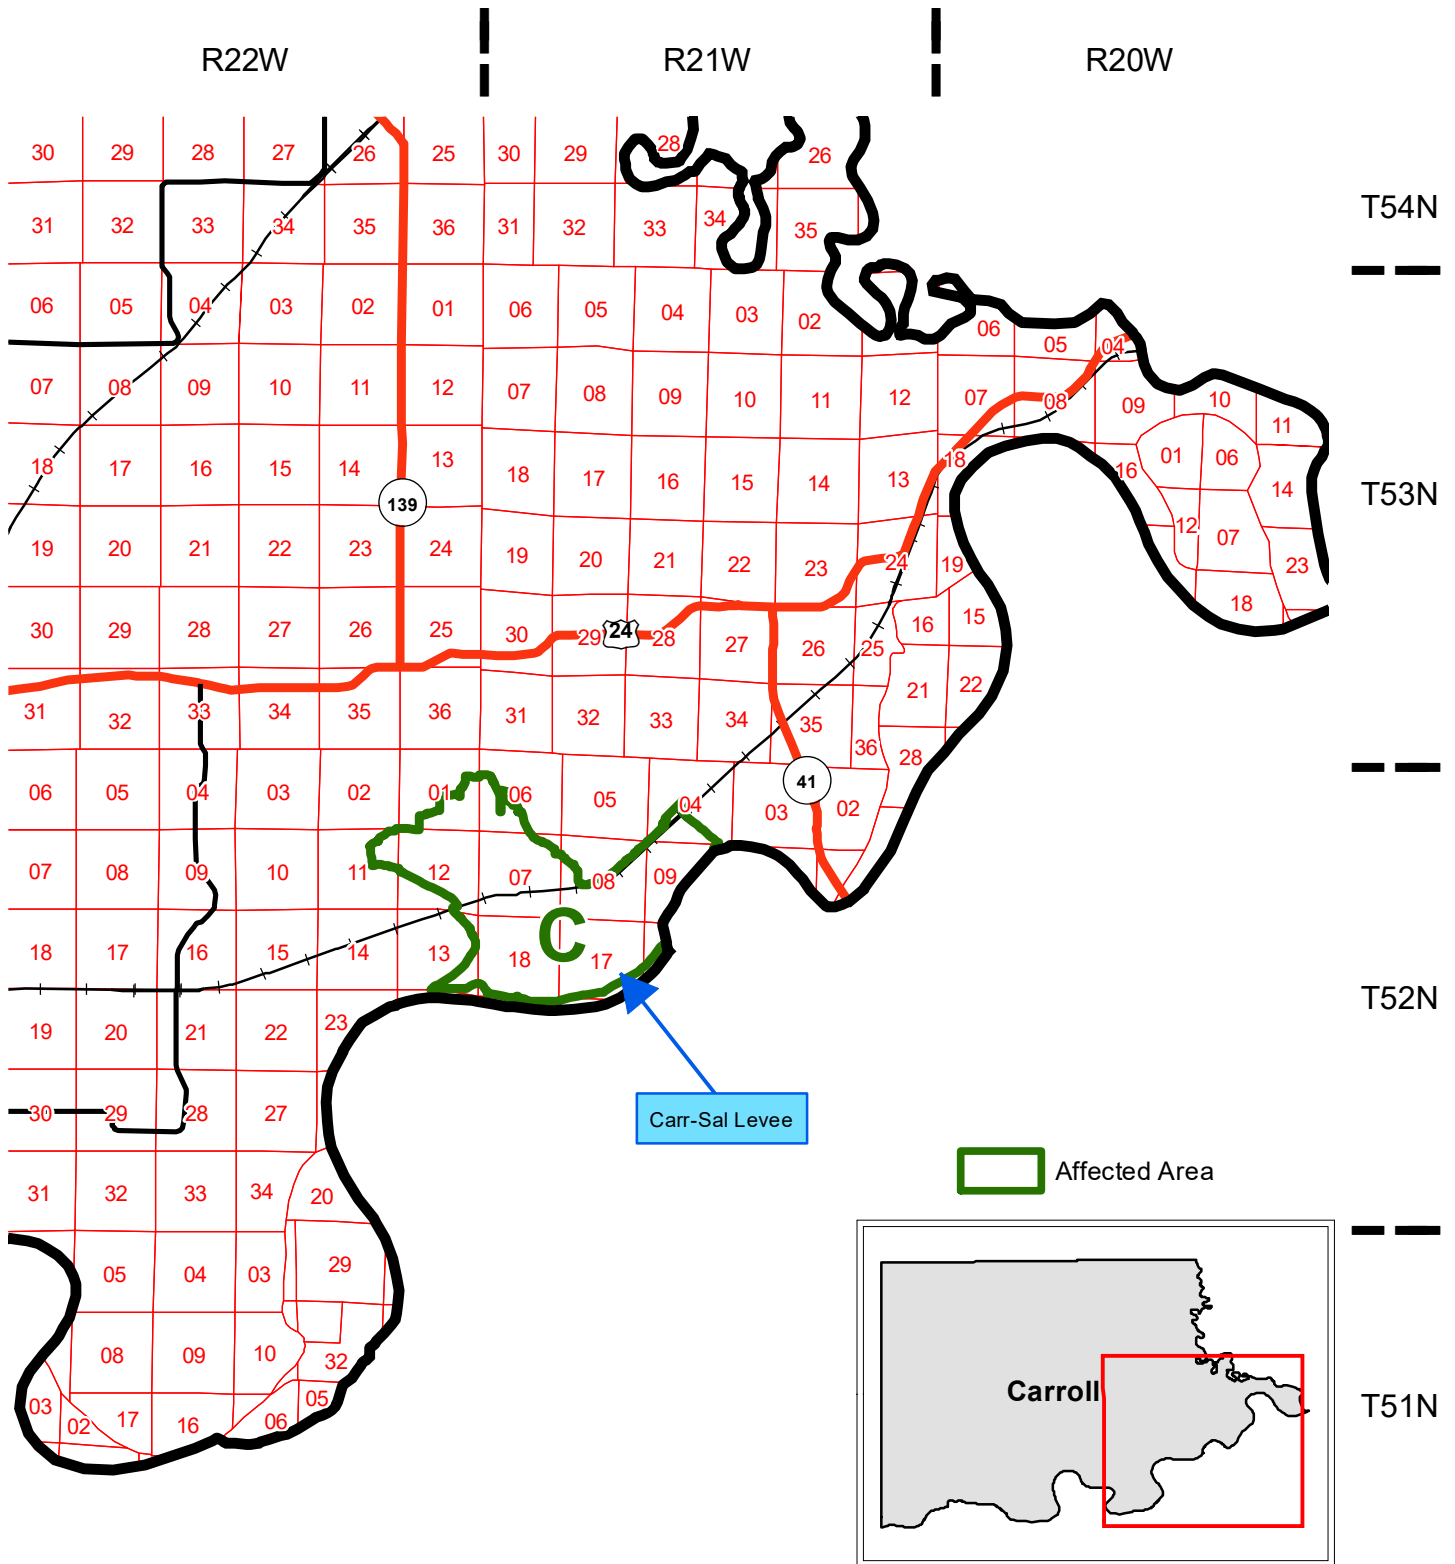 R22W R21W R20W
30 29 28 27 26 25 30 29 28 26
T54N
31 32 33 34 35 36 31 32 33 34 35
06 05 04 03 02 01 06 05 04 03 02 06 05 04
07 08 09 10 11 12 07 08 09 10 11 12 07 08 09 10 11
18 17 16 15 14 13 18 17 16 15 14 13 18 16 01 06 14
139
T53N
19 20 21 22 23 24 19 20 21 22 23 24 19 12 07 23
30 29 28 27 26 25 30 29 24 28 27 26 25 16 15 18
31 32 33 34 35 36 31 32 33 34 35 36 21 22 28
41
06 05 04 03 02 01 06 05 04 03 02
07 08 09 10 11 12 07 08 09
C
18 17 16 15 14 13 18 17
T52N
19 20 21 22 23
30 29 28 27
Carr-Sal Levee
Affected Area
31 32 33 34 20
05 04 03 29
08 09 10 32
Carroll
03 02 17 16 06 05
T51N